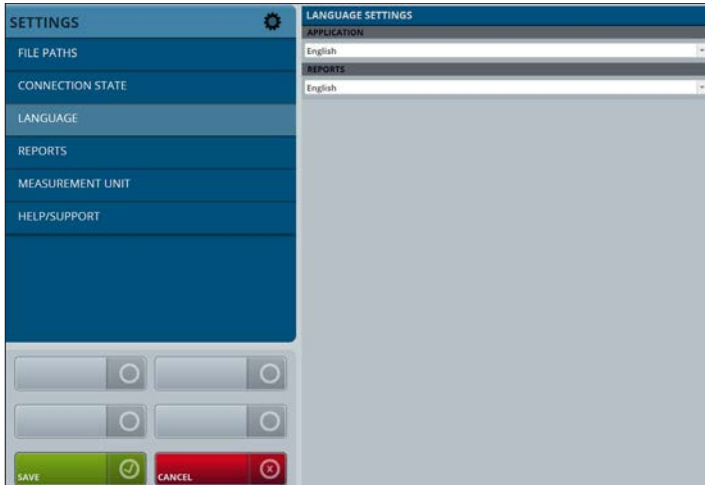 SETTINGS
FILE PATHS
CONNECTION STATE
LANGUAGE
REPORTS
MEASUREMENT UNIT
HELP/SUPPORT
SAVE
CANCEL
LANGUAGE SETTINGS
APPLICATION
English
REPORTS
English